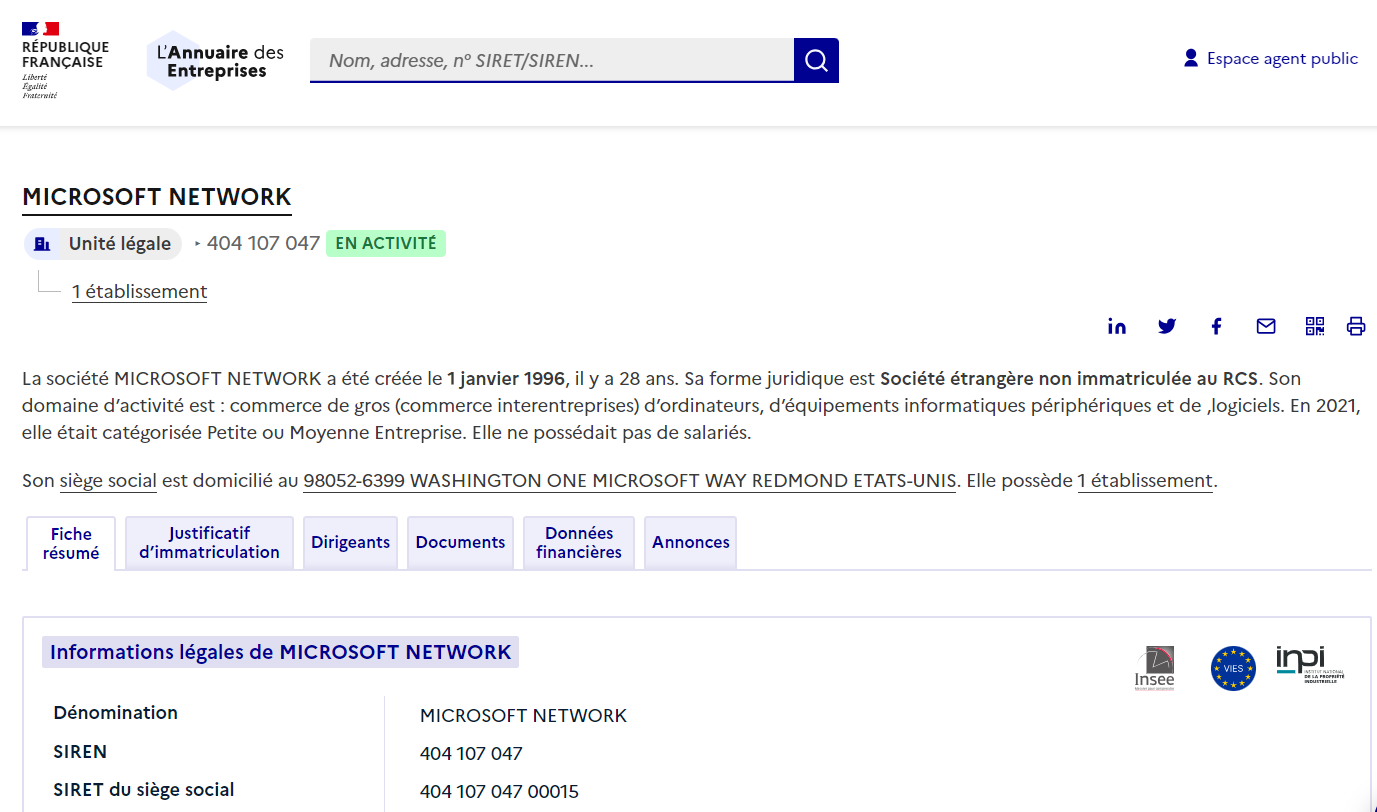 RÉPUBLIQUE
FRANÇAISE
Liberté
Égalité
Fraternité
L'Annuaire des
Entreprises
Nom, adresse, n° SIRET/SIREN...
Espace agent public
MICROSOFT NETWORK
Unité légale ‣ 404 107 047 EN ACTIVITÉ
1 établissement
La société MICROSOFT NETWORK a été créée le 1 janvier 1996, il y a 28 ans. Sa forme juridique est Société étrangère non immatriculée au RCS. Son
domaine d'activité est : commerce de gros (commerce interentreprises) d'ordinateurs, d'équipements informatiques périphériques et de ,logiciels. En 2021,
elle était catégorisée Petite ou Moyenne Entreprise. Elle ne possédait pas de salariés.
Son siège social est domicilié au 98052-6399 WASHINGTON ONE MICROSOFT WAY REDMOND ETATS-UNIS. Elle possède 1 établissement.
Fiche
résumé
Justificatif
d'immatriculation
Dirigeants
Documents
Données
financières
Annonces
Informations légales de MICROSOFT NETWORK
Insee
VIES
inpi
INSTITUT NATIONAL
DE LA PROPRIÉTÉ
INDUSTRIELLE
Dénomination
MICROSOFT NETWORK
SIREN
404 107 047
SIRET du siège social
404 107 047 00015